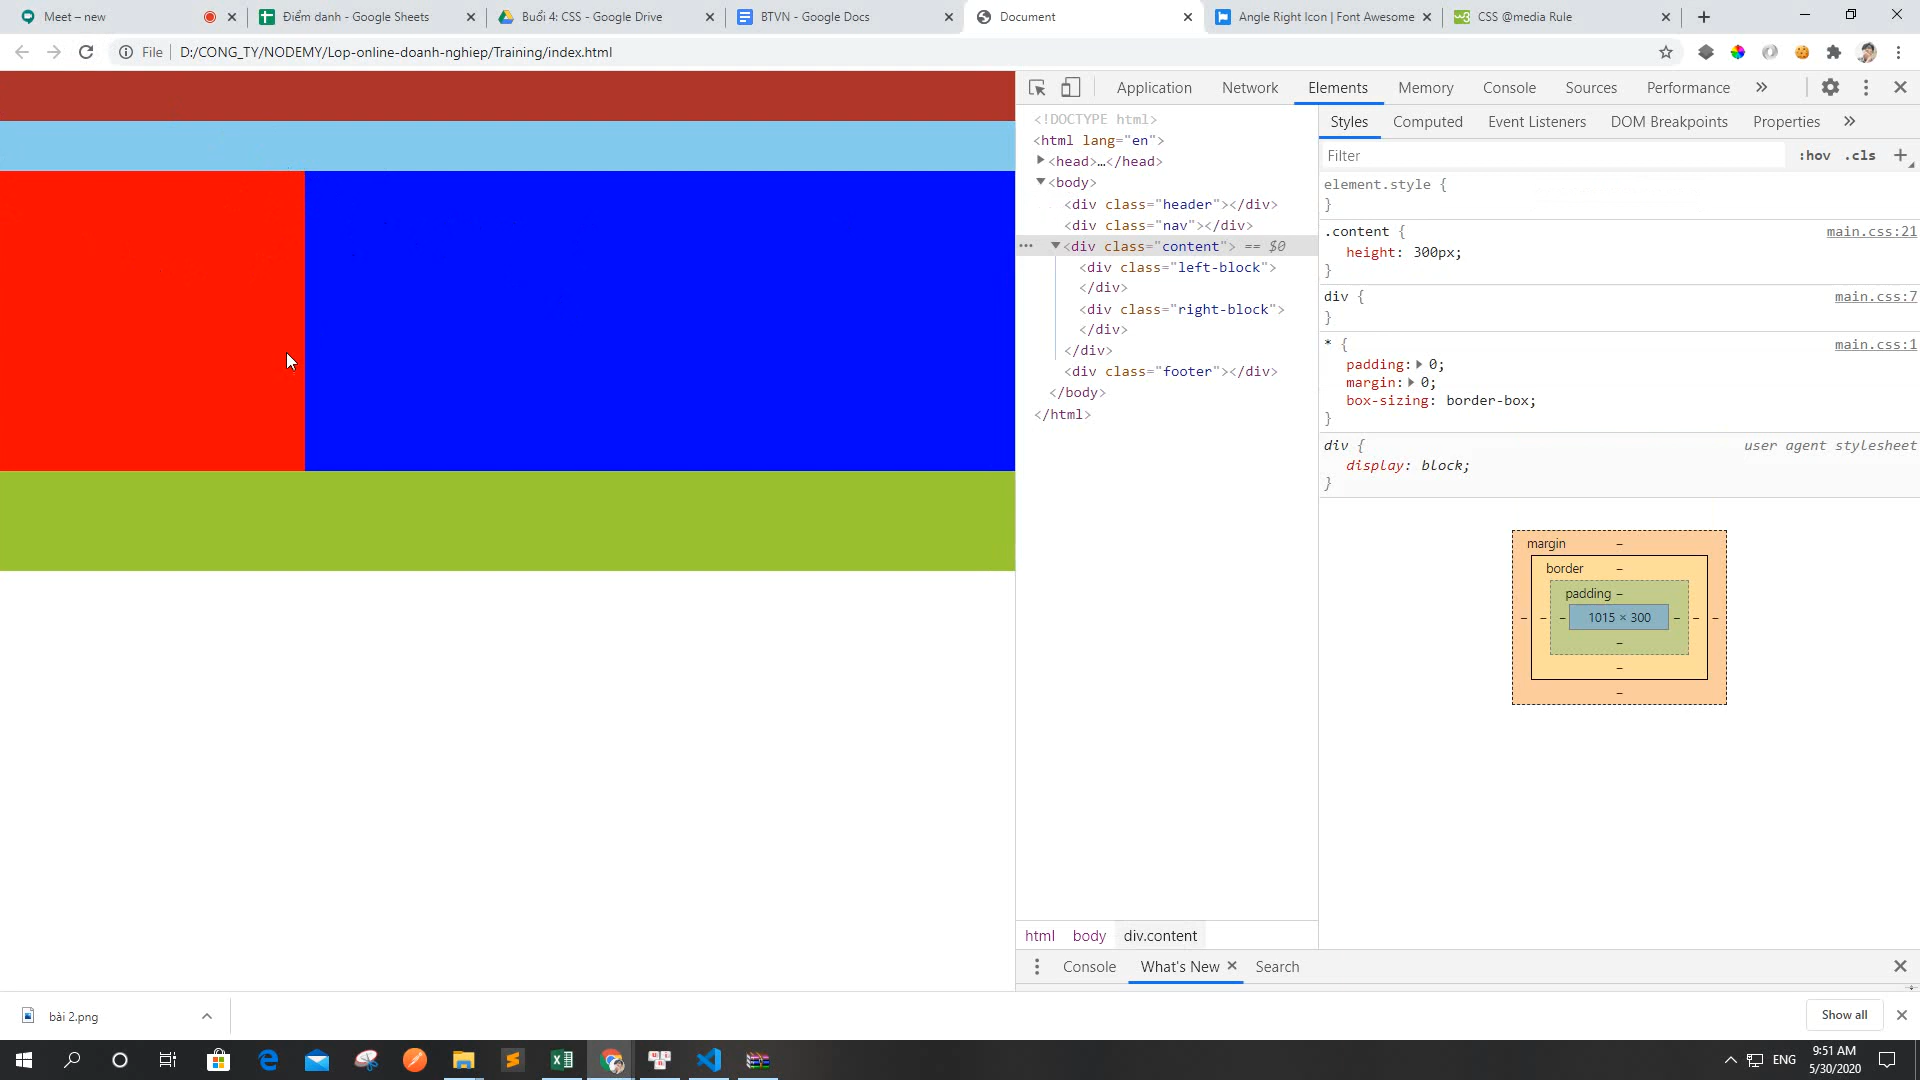 Meet – new
Điểm danh - Google Sheets
Buổi 4: CSS - Google Drive
BTVN - Google Docs
Document
Angle Right Icon | Font Awesome
CSS @media Rule
File
D:/CONG_TY/NODEMY/Lop-online-doanh-nghiep/Training/index.html
Application Network Elements Memory Console Sources Performance »
<!DOCTYPE html>
<html lang="en">
<head>…</head>
<body>
<div class="header"></div>
<div class="nav"></div>
<div class="content"> == $0
<div class="left-block">
</div>
<div class="right-block">
</div>
</div>
<div class="footer"></div>
</body>
</html>
html body div.content
Styles Computed Event Listeners DOM Breakpoints Properties »
Filter :hov .cls +
element.style {
}
.content { main.css:21
height: 300px;
}
div { main.css:7
}
* { main.css:1
padding: 0;
margin: 0;
box-sizing: border-box;
}
div { user agent stylesheet
display: block;
}
margin –
border –
padding –
– – – 1015 × 300 – – –
–
–
–
Console What's New Search
bài 2.png
Show all
ENG
9:51 AM
5/30/2020